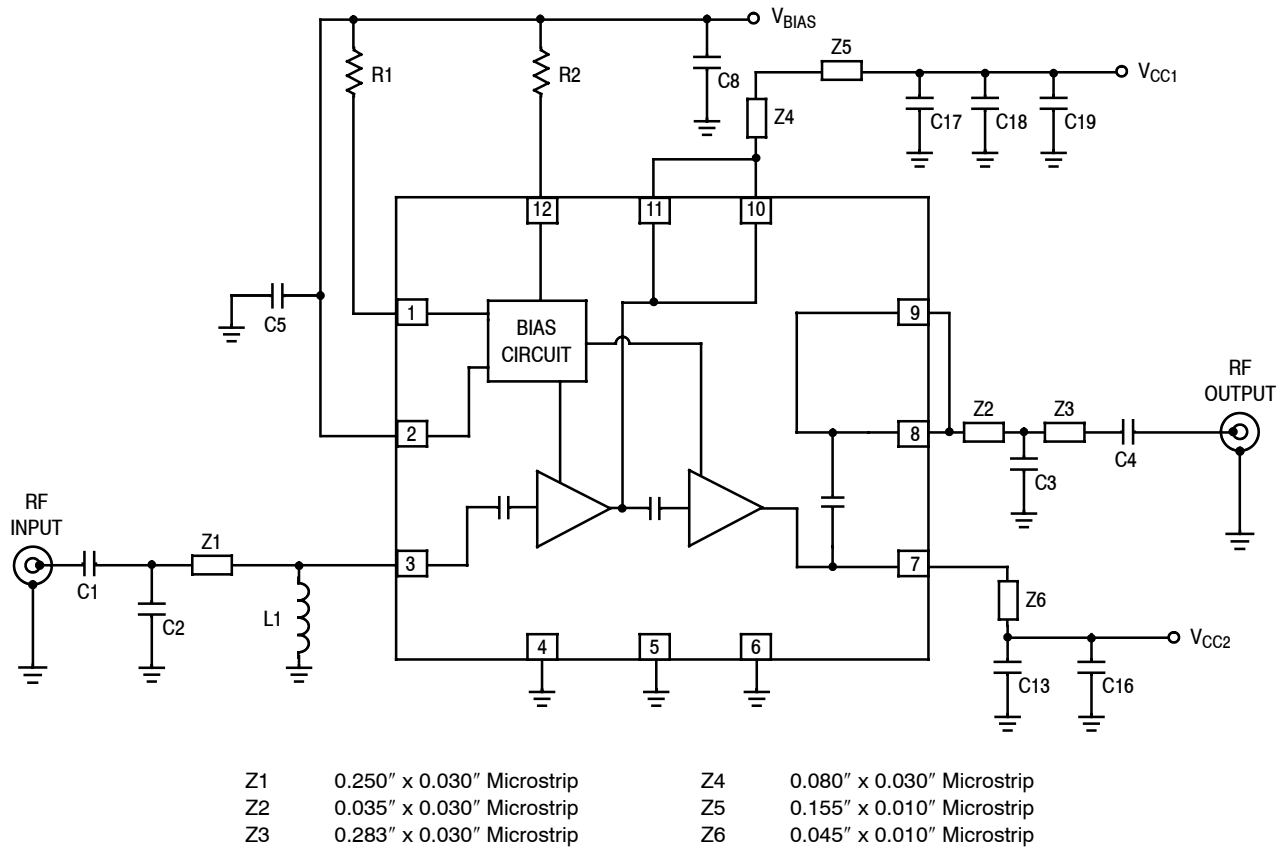 V_BIAS
Z5
R1
R2
C8
V_CC1
Z4
C17
C18
C19
12
11
10
C5
1
BIAS
CIRCUIT
9
RF
OUTPUT
2
8
Z2
Z3
C4
C3
RF
INPUT
Z1
3
7
C1
C2
L1
Z6
4
5
6
V_CC2
C13
C16
Z1 0.250″ x 0.030″ Microstrip
Z2 0.035″ x 0.030″ Microstrip
Z3 0.283″ x 0.030″ Microstrip
Z4 0.080″ x 0.030″ Microstrip
Z5 0.155″ x 0.010″ Microstrip
Z6 0.045″ x 0.010″ Microstrip